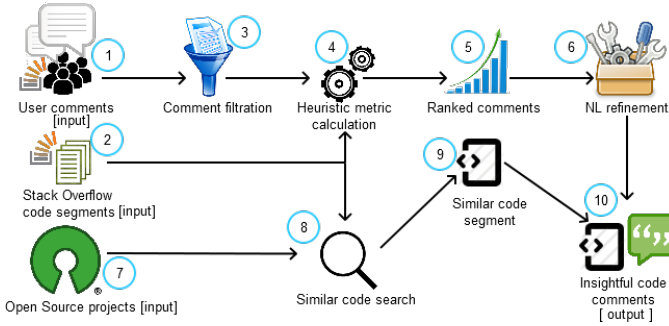 1
3
4
5
6
User comments
[input]
Comment filtration
Heuristic metric
calculation
Ranked comments
NL refinement
2
Stack Overflow
code segments [input]
9
Similar code
segment
7
®
Open Source projects [input]
8
Similar code search
10
Insightful code
comments
[ output ]